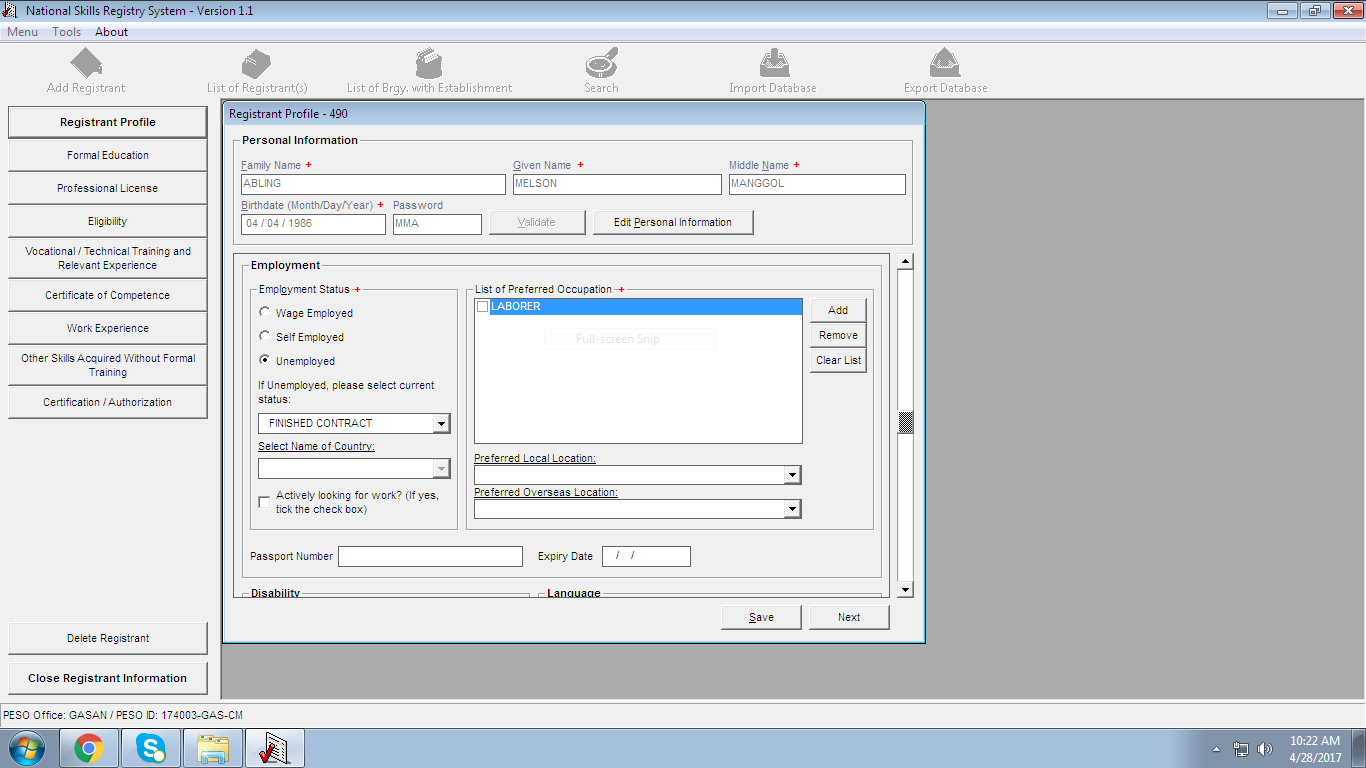 National Skills Registry System - Version 1.1
Menu Tools About
Add Registrant List of Registrant(s) List of Brgy. with Establishment Search Import Database Export Database
Registrant Profile
Formal Education
Professional License
Eligibility
Vocational / Technical Training and
Relevant Experience
Certificate of Competence
Work Experience
Other Skills Acquired Without Formal
Training
Certification / Authorization
Delete Registrant
Close Registrant Information
Registrant Profile - 490
Personal Information
Family Name + Given Name + Middle Name +
ABLING MELSON MANGGOL
Birthdate (Month/Day/Year) + Password
04 / 04 / 1986 MMA Validate Edit Personal Information
Employment
Employment Status +
Wage Employed
Self Employed
Unemployed
If Unemployed, please select current
status:
FINISHED CONTRACT
Select Name of Country:
Actively looking for work? (If yes,
tick the check box)
List of Preferred Occupation +
LABORER
Full-screen Snip
Add
Remove
Clear List
Preferred Local Location:
Preferred Overseas Location:
Passport Number Expiry Date / /
Disability Language
Save Next
PESO Office: GASAN / PESO ID: 174003-GAS-CM
10:22 AM
4/28/2017